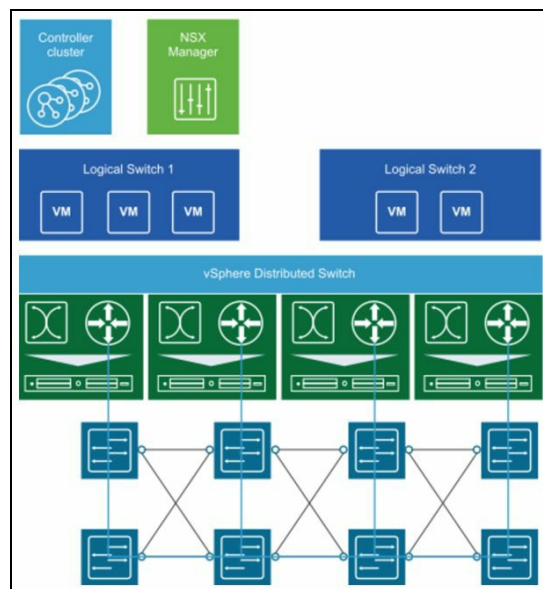 Controller
cluster
NSX
Manager
Logical Switch 1
Logical Switch 2
VM
VM
VM
VM
VM
vSphere Distributed Switch